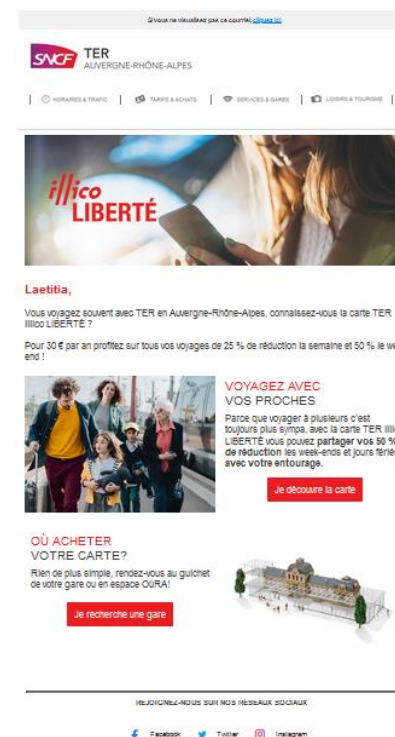 Si vous ne visualisez pas ce courriel, cliquez ici.
SNCF
TER
AUVERGNE-RHÔNE-ALPES
HORAIRES & TRAFIC
TARIFS & ACHATS
SERVICES & GARES
LOISIRS & TOURISME
illico
LIBERTÉ
Laetitia,
Vous voyagez souvent avec TER en Auvergne-Rhône-Alpes, connaissez-vous la carte TER
illico LIBERTÉ ?
Pour 30 € par an profitez sur tous vos voyages de 25 % de réduction la semaine et 50 % le we
end !
VOYAGEZ AVEC
VOS PROCHES
Parce que voyager à plusieurs c'est
toujours plus sympa, avec la carte TER illic
LIBERTÉ vous pouvez partager vos 50 %
de réduction les week-ends et jours fériés
avec votre entourage.
Je découvre la carte
OÙ ACHETER
VOTRE CARTE?
Rien de plus simple, rendez-vous au guichet
de votre gare ou en espace OùRA!
Je recherche une gare
REJOIGNEZ-NOUS SUR NOS RÉSEAUX SOCIAUX
Facebook
Twitter
Instagram